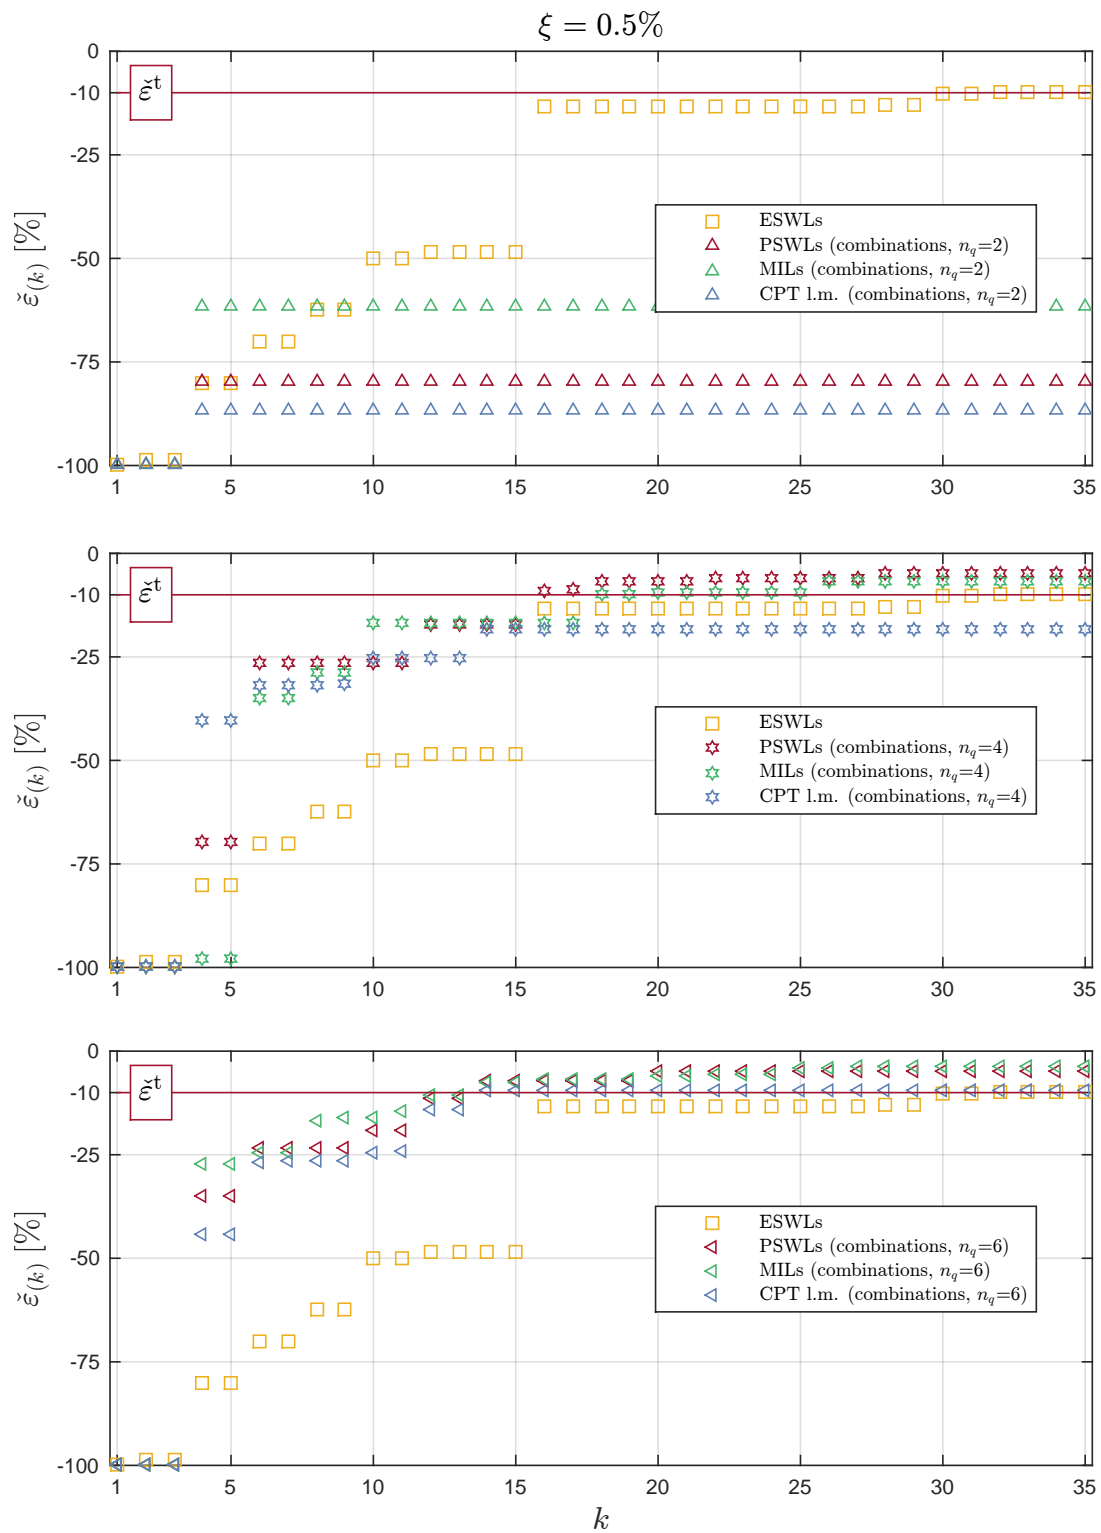 ξ = 0.5%
0
-10
-25
-50
-75
-100
ε̌ᵗ
ε̌₍ₖ₎ [%]
ESWLs
PSWLs (combinations, n_q=2)
MILs (combinations, n_q=2)
CPT l.m. (combinations, n_q=2)
1 5 10 15 20 25 30 35
0
-10
-25
-50
-75
-100
ε̌ᵗ
ε̌₍ₖ₎ [%]
ESWLs
PSWLs (combinations, n_q=4)
MILs (combinations, n_q=4)
CPT l.m. (combinations, n_q=4)
1 5 10 15 20 25 30 35
0
-10
-25
-50
-75
-100
ε̌ᵗ
ε̌₍ₖ₎ [%]
ESWLs
PSWLs (combinations, n_q=6)
MILs (combinations, n_q=6)
CPT l.m. (combinations, n_q=6)
1 5 10 15 20 25 30 35
k